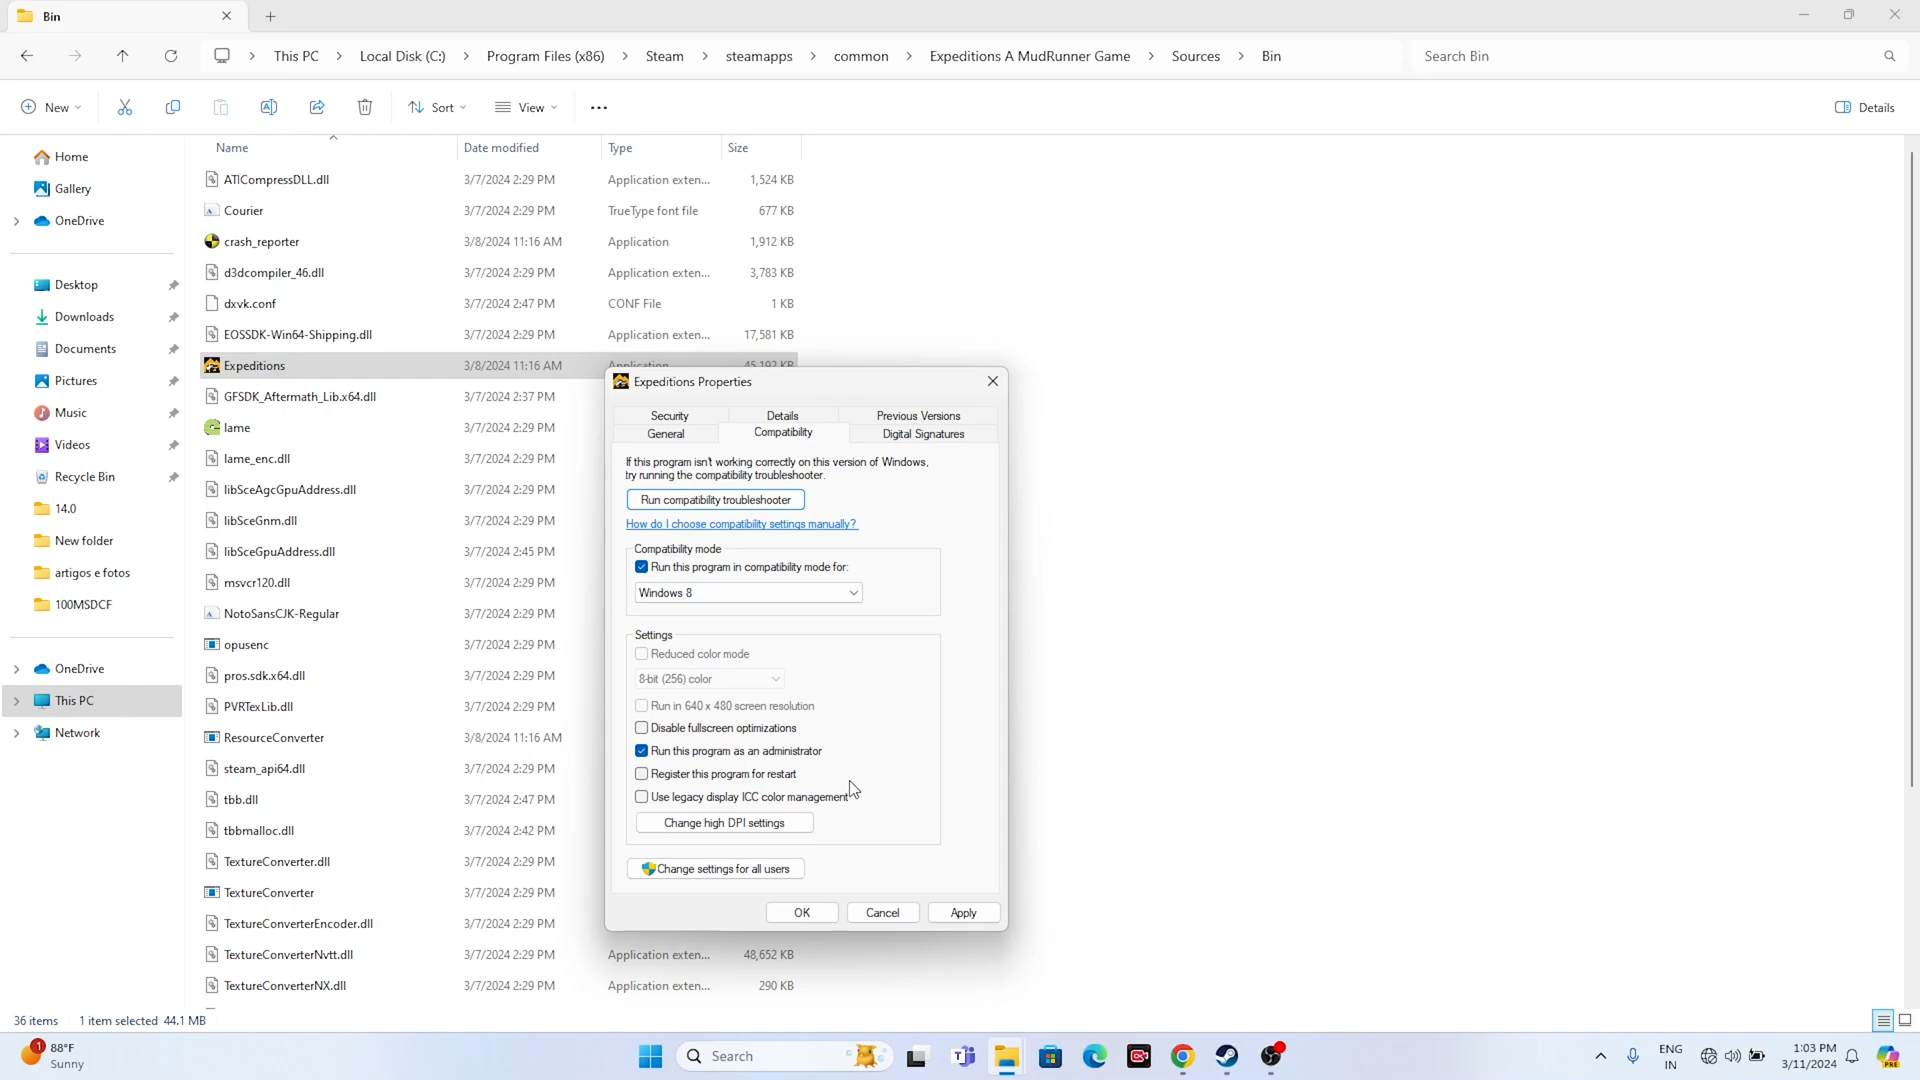 Bin
This PC > Local Disk (C:) > Program Files (x86) > Steam > steamapps > common > Expeditions A MudRunner Game > Sources > Bin
Search Bin
New
Sort
View
Details
Home
Gallery
OneDrive
Desktop
Downloads
Documents
Pictures
Music
Videos
Recycle Bin
14.0
New folder
artigos e fotos
100MSDCF
OneDrive
This PC
Network
Name Date modified Type Size
ATICompressDLL.dll 3/7/2024 2:29 PM Application exten... 1,524 KB
Courier 3/7/2024 2:29 PM TrueType font file 677 KB
crash_reporter 3/8/2024 11:16 AM Application 1,912 KB
d3dcompiler_46.dll 3/7/2024 2:29 PM Application exten... 3,783 KB
dxvk.conf 3/7/2024 2:47 PM CONF File 1 KB
EOSSDK-Win64-Shipping.dll 3/7/2024 2:29 PM Application exten... 17,581 KB
Expeditions 3/8/2024 11:16 AM Application 45,192 KB
GFSDK_Aftermath_Lib.x64.dll 3/7/2024 2:37 PM
lame 3/7/2024 2:29 PM
lame_enc.dll 3/7/2024 2:29 PM
libSceAgcGpuAddress.dll 3/7/2024 2:29 PM
libSceGnm.dll 3/7/2024 2:29 PM
libSceGpuAddress.dll 3/7/2024 2:45 PM
msvcr120.dll 3/7/2024 2:29 PM
NotoSansCJK-Regular 3/7/2024 2:29 PM
opusenc 3/7/2024 2:29 PM
pros.sdk.x64.dll 3/7/2024 2:29 PM
PVRTexLib.dll 3/7/2024 2:29 PM
ResourceConverter 3/8/2024 11:16 AM
steam_api64.dll 3/7/2024 2:29 PM
tbb.dll 3/7/2024 2:47 PM
tbbmalloc.dll 3/7/2024 2:42 PM
TextureConverter.dll 3/7/2024 2:29 PM
TextureConverter 3/7/2024 2:29 PM
TextureConverterEncoder.dll 3/7/2024 2:29 PM
TextureConverterNvtt.dll 3/7/2024 2:29 PM Application exten... 48,652 KB
TextureConverterNX.dll 3/7/2024 2:29 PM Application exten... 290 KB
Expeditions Properties
Security Details Previous Versions
General Compatibility Digital Signatures
If this program isn't working correctly on this version of Windows,
try running the compatibility troubleshooter.
Run compatibility troubleshooter
How do I choose compatibility settings manually?
Compatibility mode
Run this program in compatibility mode for:
Windows 8
Settings
Reduced color mode
8-bit (256) color
Run in 640 x 480 screen resolution
Disable fullscreen optimizations
Run this program as an administrator
Register this program for restart
Use legacy display ICC color management
Change high DPI settings
Change settings for all users
OK Cancel Apply
36 items 1 item selected 44.1 MB
1
88°F
Sunny
Search
ENG
IN
1:03 PM
3/11/2024
PRE